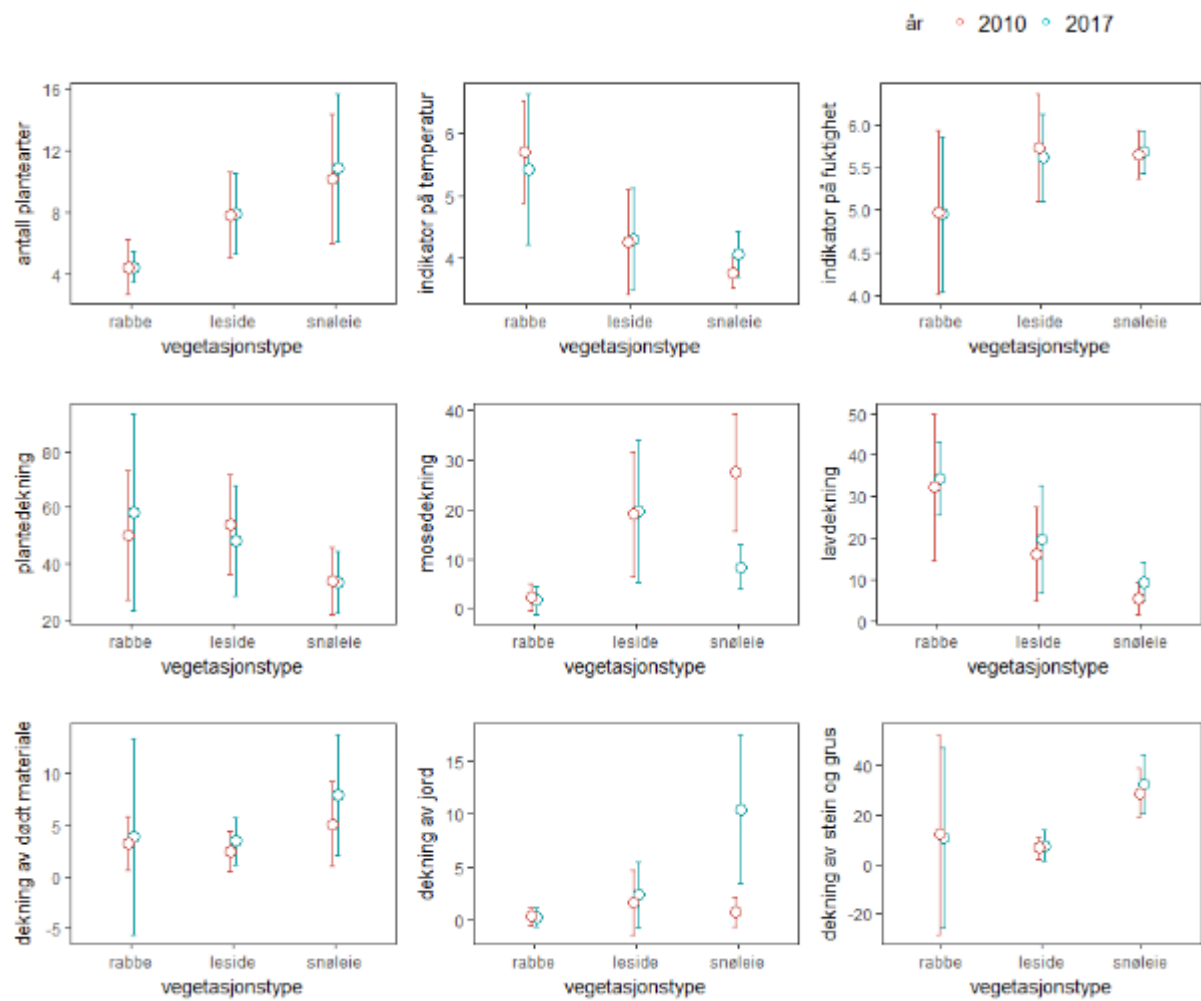 år 2010 2017
antall plantearter
16
12
8
4
rabbe leside snøleie
vegetasjonstype
indikator på temperatur
6
5
4
rabbe leside snøleie
vegetasjonstype
indikator på fuktighet
6.0
5.5
5.0
4.5
4.0
rabbe leside snøleie
vegetasjonstype
plantedekning
80
60
40
20
rabbe leside snøleie
vegetasjonstype
mosedekning
40
30
20
10
0
rabbe leside snøleie
vegetasjonstype
lavdekning
50
40
30
20
10
0
rabbe leside snøleie
vegetasjonstype
dekning av dødt materiale
10
5
0
-5
rabbe leside snøleie
vegetasjonstype
dekning av jord
15
10
5
0
rabbe leside snøleie
vegetasjonstype
dekning av stein og grus
40
20
0
-20
rabbe leside snøleie
vegetasjonstype